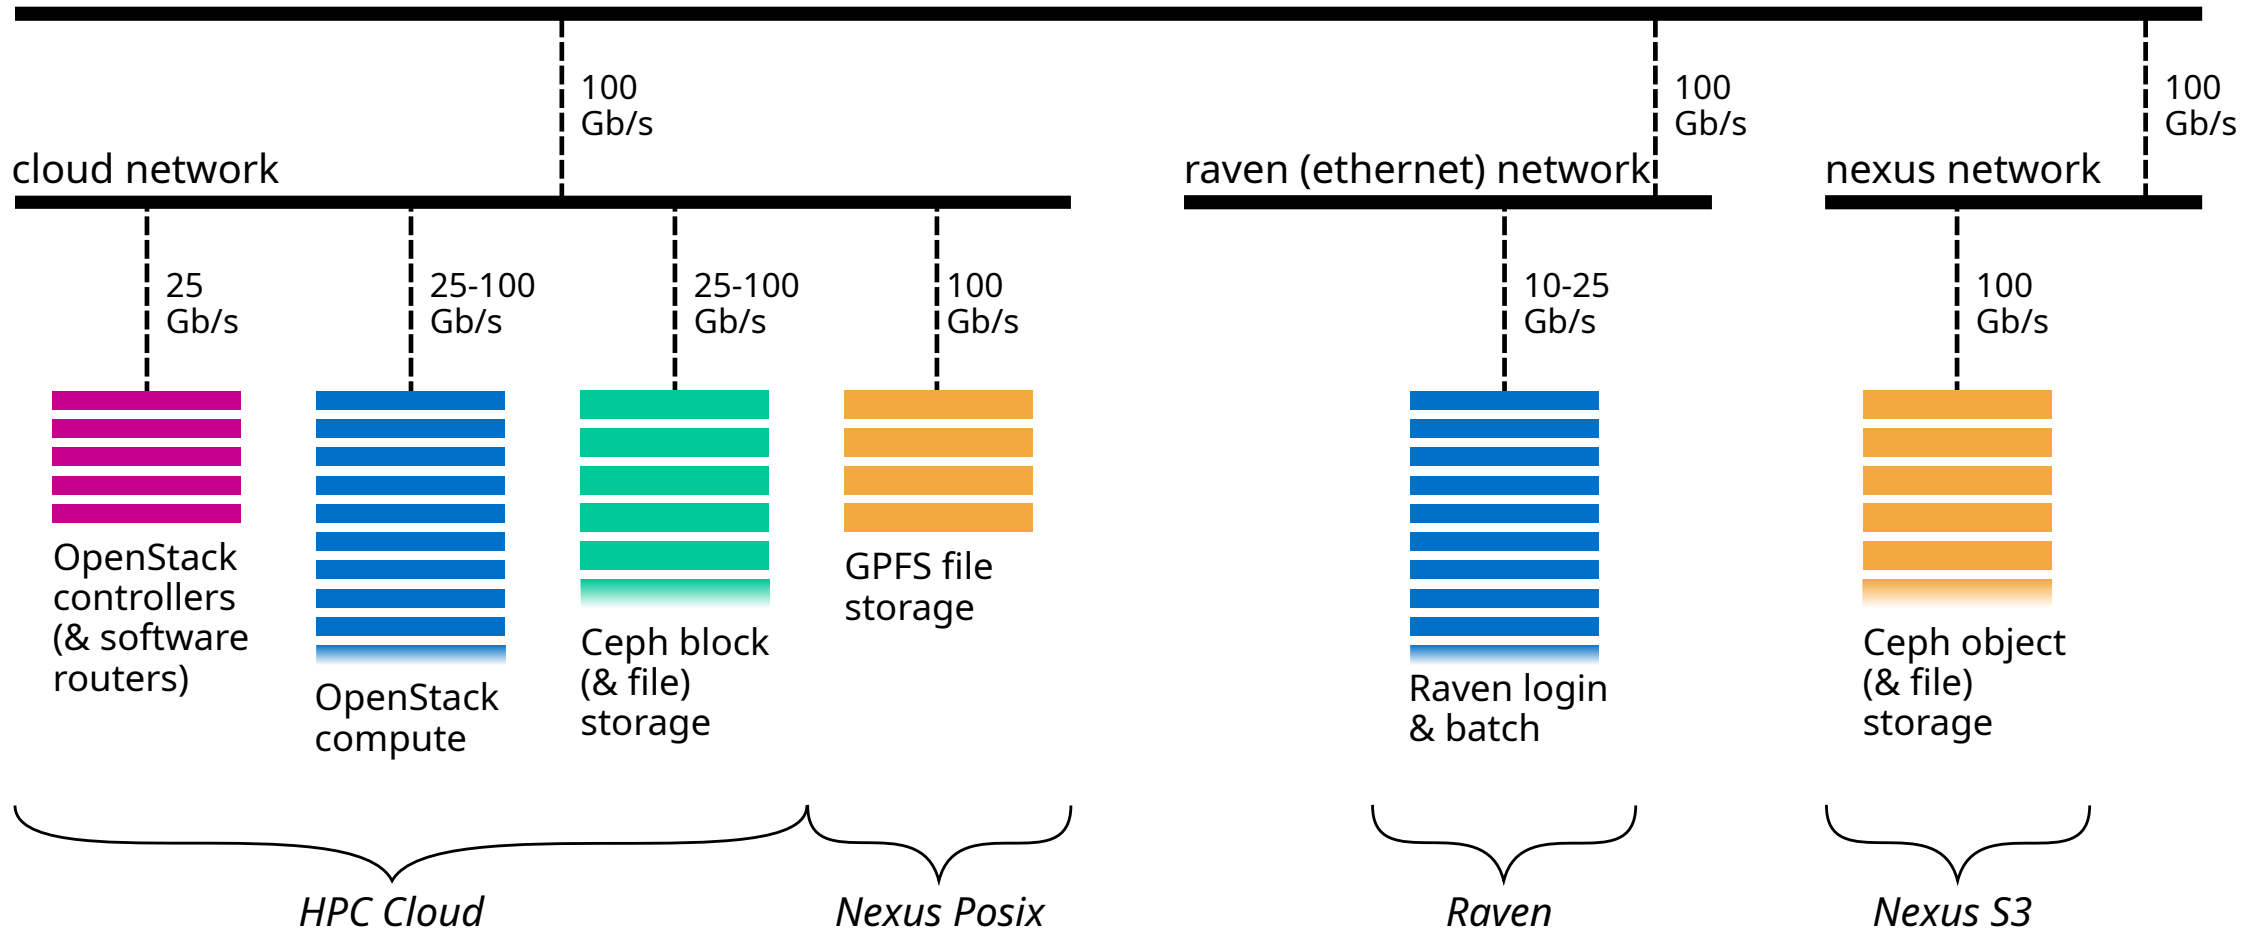 100
Gb/s
100
Gb/s
100
Gb/s
cloud network
raven (ethernet) network
nexus network
25
Gb/s
25-100
Gb/s
25-100
Gb/s
100
Gb/s
10-25
Gb/s
100
Gb/s
OpenStack
controllers
(& software
routers)
OpenStack
compute
Ceph block
(& file)
storage
GPFS file
storage
Raven login
& batch
Ceph object
(& file)
storage
HPC Cloud
Nexus Posix
Raven
Nexus S3